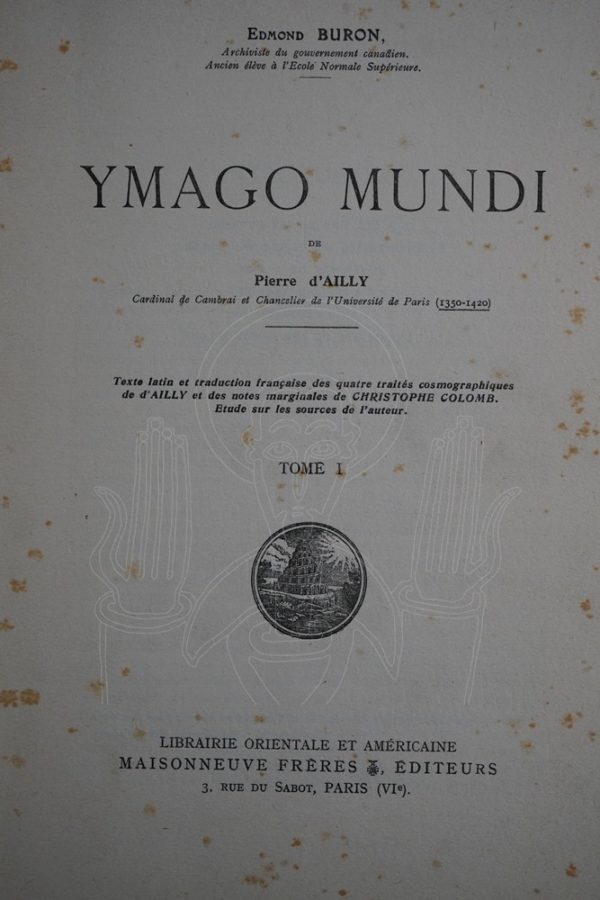 EDMOND BURON,
Archiviste du gouvernement canadien.
Ancien élève à l'Ecole Normale Supérieure.
YMAGO MUNDI
DE
Pierre d'AILLY
Cardinal de Cambrai et Chancelier de l'Université de Paris (1350-1420)
Texte latin et traduction française des quatre traités cosmographiques
de d'AILLY et des notes marginales de CHRISTOPHE COLOMB.
Etude sur les sources de l'auteur.
TOME I
LIBRAIRIE ORIENTALE ET AMÉRICAINE
MAISONNEUVE FRÈRES, ÉDITEURS
3, RUE DU SABOT, PARIS (VIe).